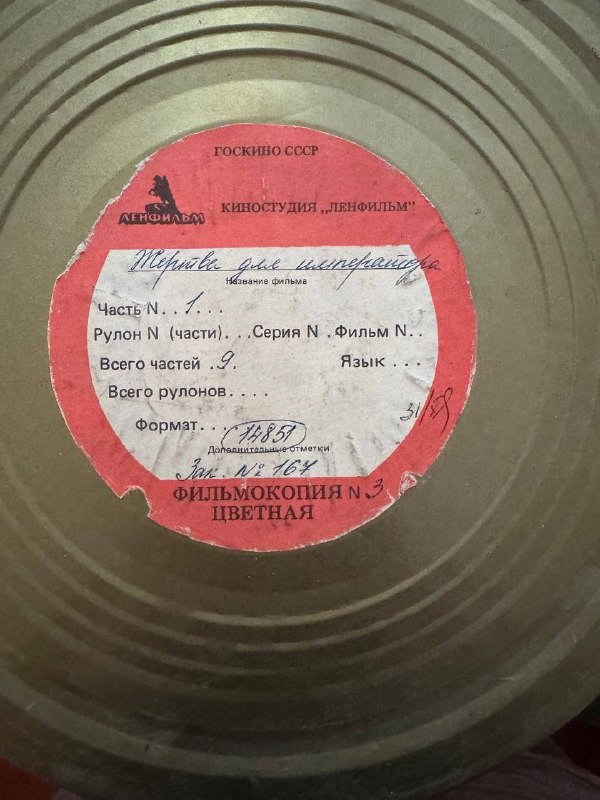 ГОСКИНО СССР
ЛЕНФИЛЬМ
КИНОСТУДИЯ „ЛЕНФИЛЬМ”
Жертва для императора
Название фильма
Часть N . . 1 . . .
Рулон N (части) . . . Серия N . Фильм N . .
Всего частей . 9 . Язык . . .
Всего рулонов . . . .
Формат . . .
14851
Дополнительные отметки
Зак. № 167
ФИЛЬМОКОПИЯ N 3
ЦВЕТНАЯ